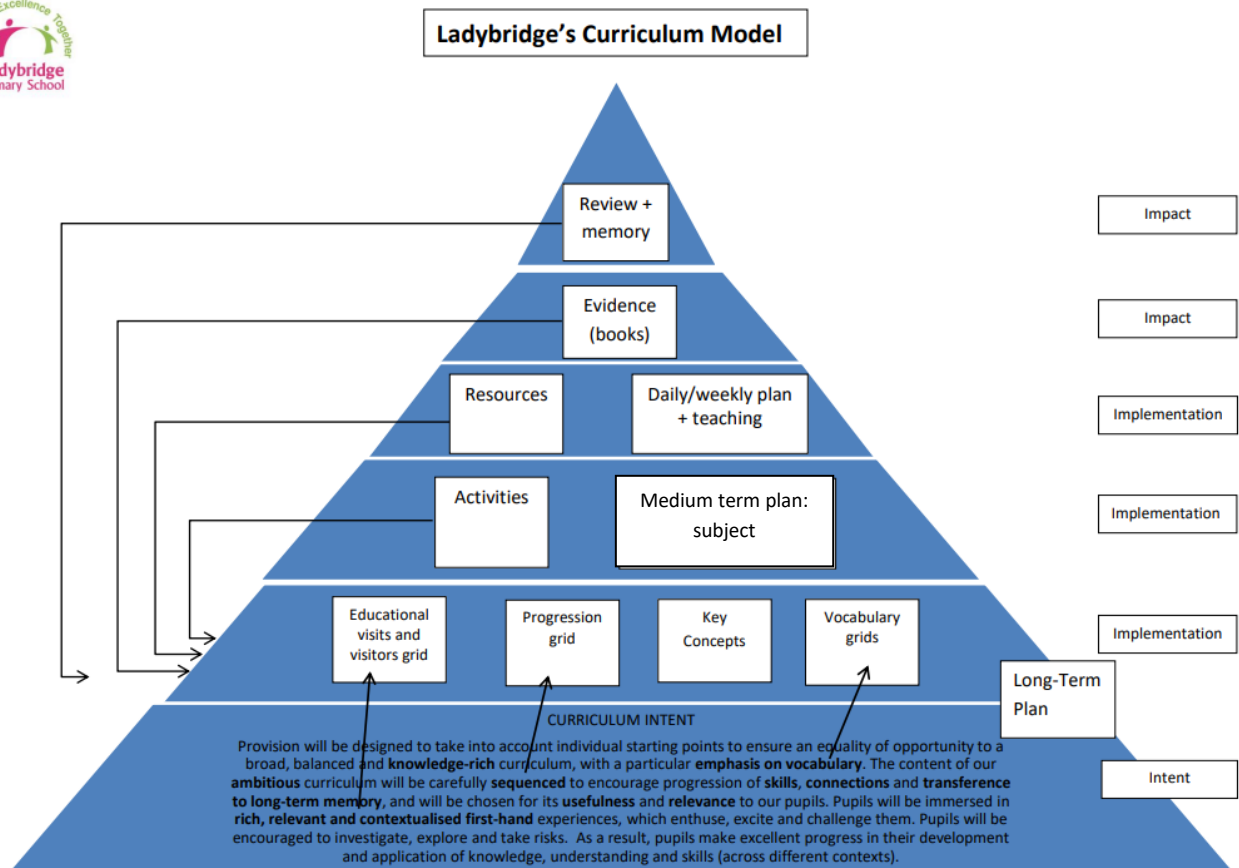 Excellence Together
dybridge
mary School
Ladybridge's Curriculum Model
Review +
memory
Impact
Evidence
(books)
Impact
Resources
Daily/weekly plan
+ teaching
Implementation
Activities
Medium term plan:
subject
Implementation
Educational
visits and
visitors grid
Progression
grid
Key
Concepts
Vocabulary
grids
Implementation
Long-Term
Plan
CURRICULUM INTENT
Provision will be designed to take into account individual starting points to ensure an equality of opportunity to a
broad, balanced and knowledge-rich curriculum, with a particular emphasis on vocabulary. The content of our
ambitious curriculum will be carefully sequenced to encourage progression of skills, connections and transference
to long-term memory, and will be chosen for its usefulness and relevance to our pupils. Pupils will be immersed in
rich, relevant and contextualised first-hand experiences, which enthuse, excite and challenge them. Pupils will be
encouraged to investigate, explore and take risks. As a result, pupils make excellent progress in their development
and application of knowledge, understanding and skills (across different contexts).
Intent